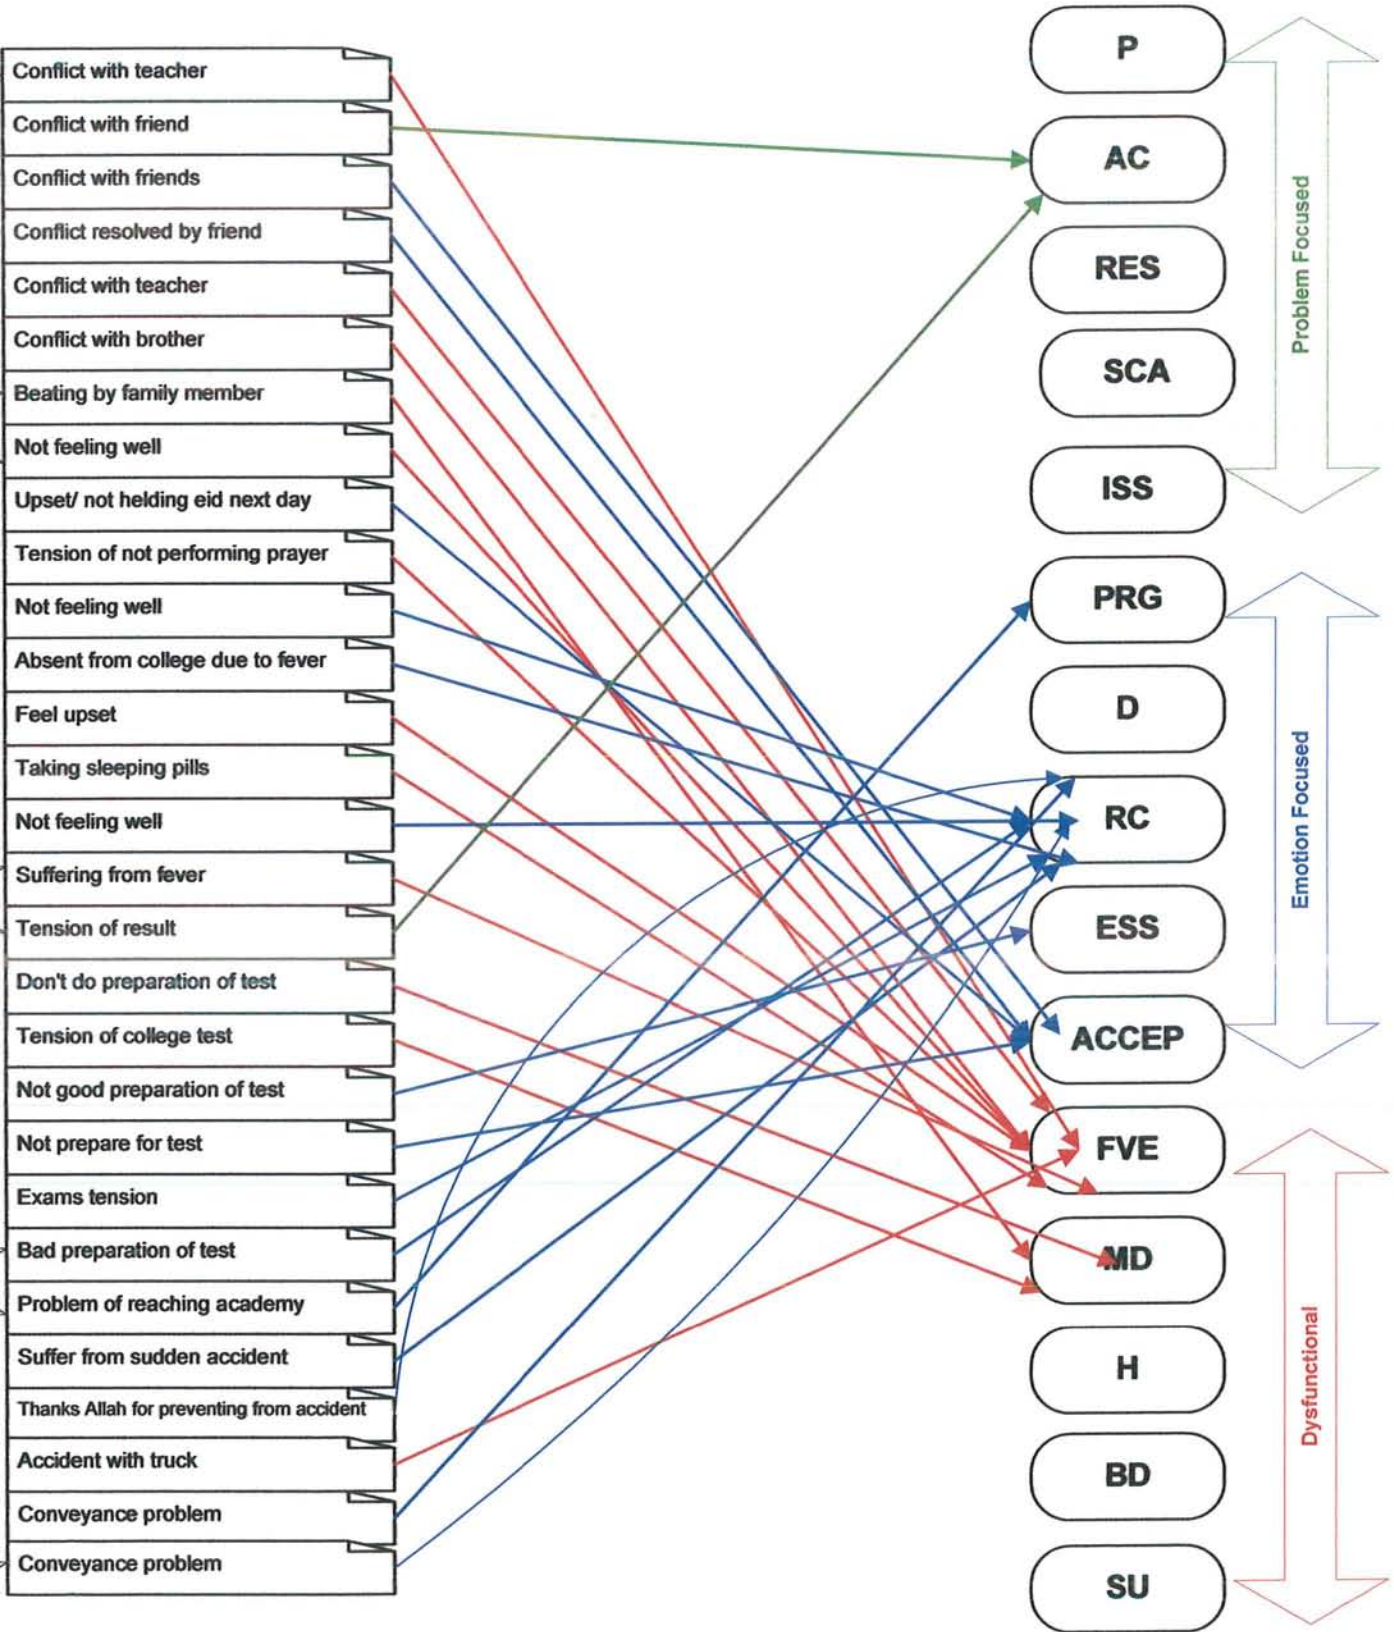 Conflict with teacher
Conflict with friend
Conflict with friends
Conflict resolved by friend
Conflict with teacher
Conflict with brother
Beating by family member
Not feeling well
Upset/ not helding eid next day
Tension of not performing prayer
Not feeling well
Absent from college due to fever
Feel upset
Taking sleeping pills
Not feeling well
Suffering from fever
Tension of result
Don't do preparation of test
Tension of college test
Not good preparation of test
Not prepare for test
Exams tension
Bad preparation of test
Problem of reaching academy
Suffer from sudden accident
Thanks Allah for preventing from accident
Accident with truck
Conveyance problem
Conveyance problem
P
AC
RES
SCA
ISS
PRG
D
RC
ESS
ACCEP
FVE
MD
H
BD
SU
Problem Focused
Emotion Focused
Dysfunctional